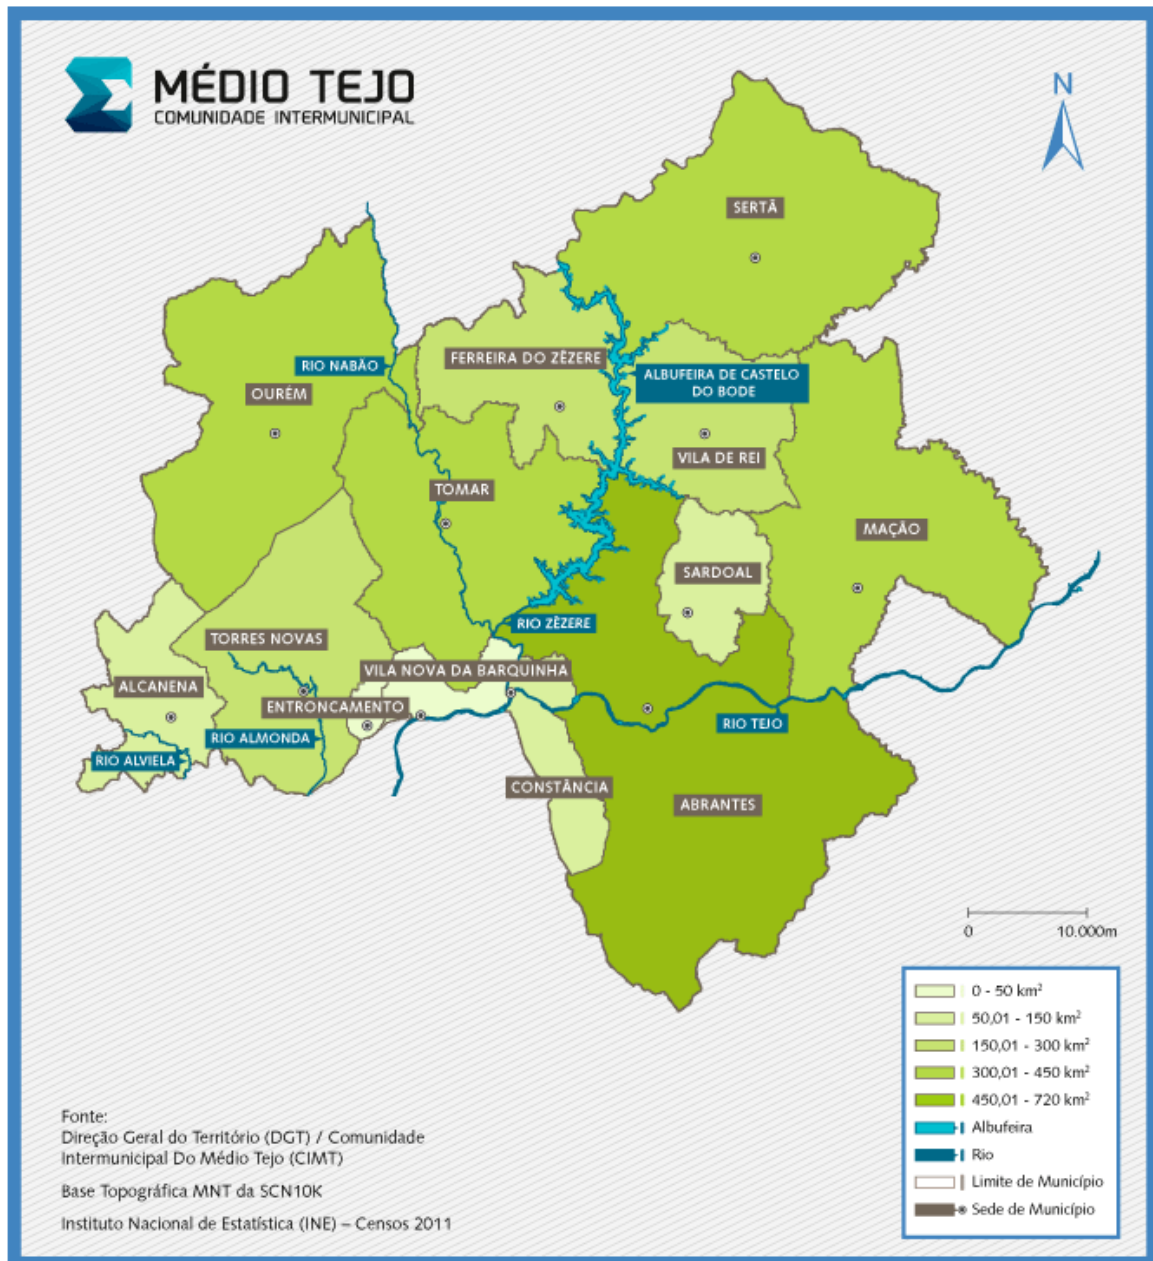 MÉDIO TEJO
COMUNIDADE INTERMUNICIPAL
N
SERTÃ
RIO NABÃO
FERREIRA DO ZÊZERE
ALBUFEIRA DE CASTELO
DO BODE
OURÉM
VILA DE REI
TOMAR
MAÇÃO
SARDOAL
RIO ZÊZERE
TORRES NOVAS
VILA NOVA DA BARQUINHA
ALCANENA
ENTRONCAMENTO
RIO TEJO
RIO ALMONDA
RIO ALVIELA
CONSTÂNCIA
ABRANTES
0 10.000m
0 - 50 km²
50,01 - 150 km²
150,01 - 300 km²
300,01 - 450 km²
450,01 - 720 km²
Albufeira
Rio
Limite de Município
Sede de Município
Fonte:
Direção Geral do Território (DGT) / Comunidade
Intermunicipal Do Médio Tejo (CIMT)
Base Topográfica MNT da SCN10K
Instituto Nacional de Estatística (INE) – Censos 2011